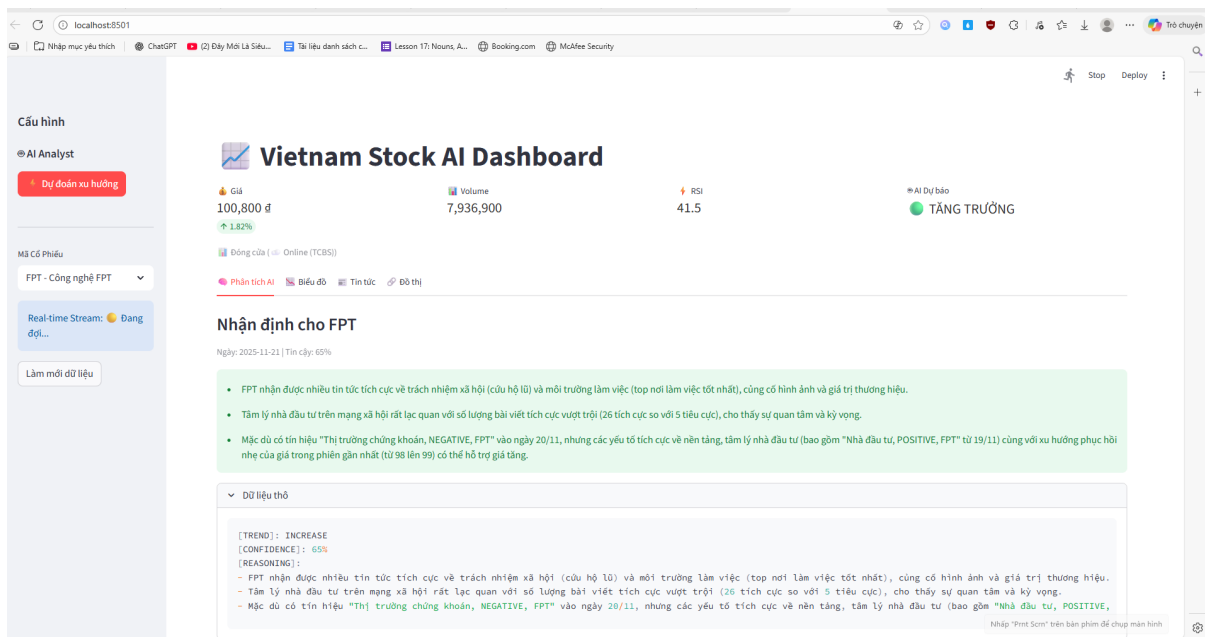 localhost:8501
Trò chuyện
Nhập mục yêu thích
ChatGPT
(2) Đây Mới Là Siêu...
Tài liệu danh sách c...
Lesson 17: Nouns, A...
Booking.com
McAfee Security
Stop
Deploy
Cấu hình
AI Analyst
Dự đoán xu hướng
Mã Cổ Phiếu
FPT - Công nghệ FPT
Real-time Stream: Đang
đợi...
Làm mới dữ liệu
Vietnam Stock AI Dashboard
Giá
100,800 ₫
↑ 1.82%
Volume
7,936,900
RSI
41.5
AI Dự báo
TĂNG TRƯỞNG
Đóng cửa ( Online (TCBS))
Phân tích AI
Biểu đồ
Tin tức
Đồ thị
Nhận định cho FPT
Ngày: 2025-11-21 | Tin cậy: 65%
• FPT nhận được nhiều tin tức tích cực về trách nhiệm xã hội (cứu hộ lũ) và môi trường làm việc (top nơi làm việc tốt nhất), củng cố hình ảnh và giá trị thương hiệu.
• Tâm lý nhà đầu tư trên mạng xã hội rất lạc quan với số lượng bài viết tích cực vượt trội (26 tích cực so với 5 tiêu cực), cho thấy sự quan tâm và kỳ vọng.
• Mặc dù có tín hiệu "Thị trường chứng khoán, NEGATIVE, FPT" vào ngày 20/11, nhưng các yếu tố tích cực về nền tảng, tâm lý nhà đầu tư (bao gồm "Nhà đầu tư, POSITIVE, FPT" từ 19/11) cùng với xu hướng phục hồi
nhẹ của giá trong phiên gần nhất (từ 98 lên 99) có thể hỗ trợ giá tăng.
Dữ liệu thô
[TREND]: INCREASE
[CONFIDENCE]: 65%
[REASONING]:
- FPT nhận được nhiều tin tức tích cực về trách nhiệm xã hội (cứu hộ lũ) và môi trường làm việc (top nơi làm việc tốt nhất), củng cố hình ảnh và giá trị thương hiệu.
- Tâm lý nhà đầu tư trên mạng xã hội rất lạc quan với số lượng bài viết tích cực vượt trội (26 tích cực so với 5 tiêu cực), cho thấy sự quan tâm và kỳ vọng.
- Mặc dù có tín hiệu "Thị trường chứng khoán, NEGATIVE, FPT" vào ngày 20/11, nhưng các yếu tố tích cực về nền tảng, tâm lý nhà đầu tư (bao gồm "Nhà đầu tư, POSITIVE,
Nhấp "Prnt Scrn" trên bàn phím để chụp màn hình